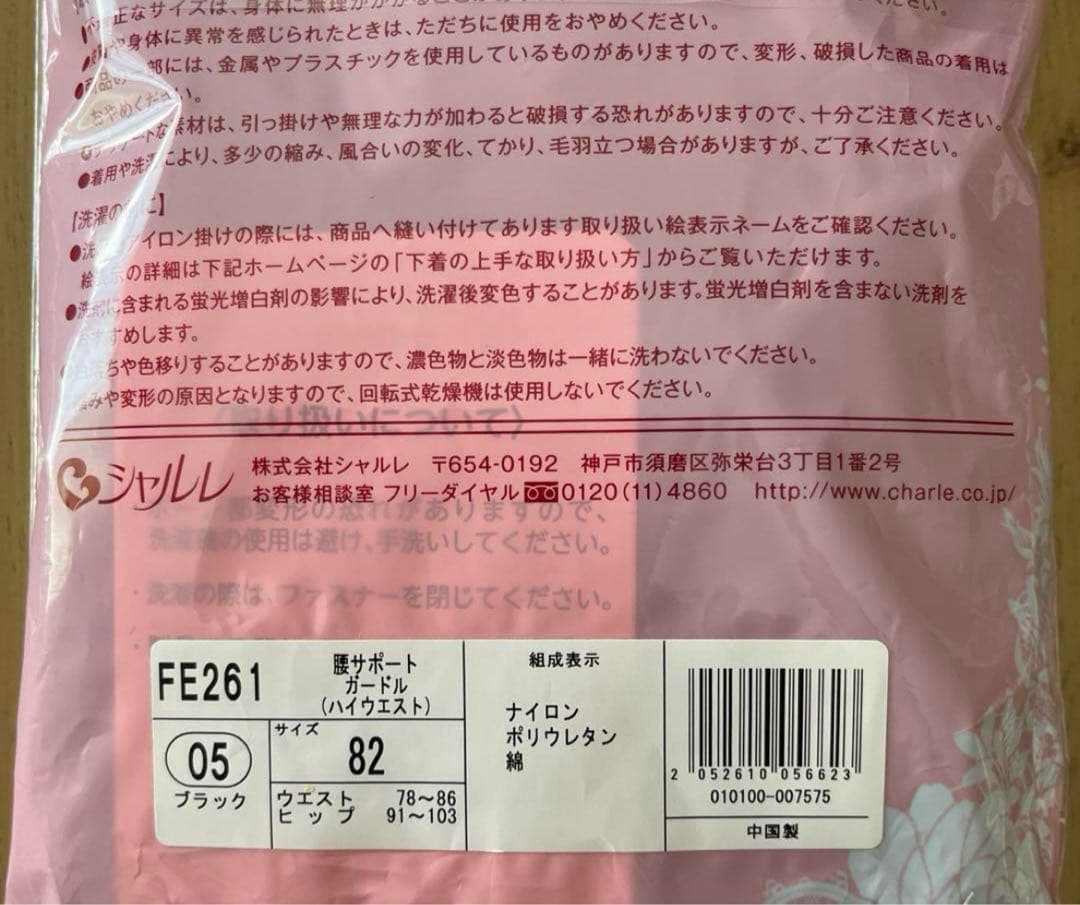 正なサイズは、身体に無理がかかること
や身体に異常を感じられたときは、ただちに使用をおやめください。
●商品の一部には、金属やプラスチックを使用しているものがありますので、変形、破損した商品の着用は
おやめください。
●デリケートな素材は、引っ掛けや無理な力が加わると破損する恐れがありますので、十分ご注意ください。
●着用や洗濯により、多少の縮み、風合いの変化、てかり、毛羽立つ場合がありますが、ご了承ください。
【洗濯の前に】
●洗 アイロン掛けの際には、商品へ縫い付けてあります取り扱い絵表示ネームをご確認ください。
絵表示の詳細は下記ホームページの「下着の上手な取り扱い方」からご覧いただけます。
●洗剤に含まれる蛍光増白剤の影響により、洗濯後変色することがあります。蛍光増白剤を含まない洗剤を
おすすめします。
●色落ちや色移りすることがありますので、濃色物と淡色物は一緒に洗わないでください。
縮みや変形の原因となりますので、回転式乾燥機は使用しないでください。
取り扱いについて〉
シャルレ 株式会社シャルレ 〒654-0192 神戸市須磨区弥栄台3丁目1番2号
お客様相談室 フリーダイヤル 0120(11)4860 http://www.charle.co.jp/
変形の恐れがありますので、
の使用は避け、手洗いしてください。
・洗濯の際は、ファスナーを閉じてください。
FE261
腰サポート
ガードル
(ハイウエスト)
05
ブラック
サイズ
82
ウエスト 78～86
ヒップ 91～103
組成表示
ナイロン
ポリウレタン
綿
2 052610 056623
010100-007575
中国製